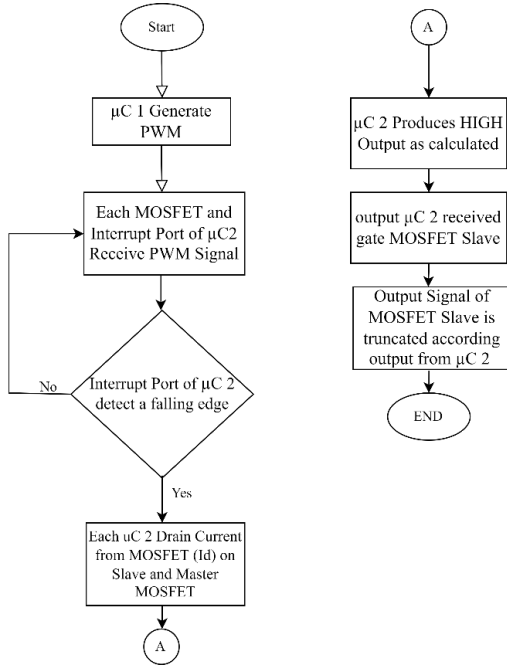 Start
µC 1 Generate
PWM
Each MOSFET and
Interrupt Port of µC2
Receive PWM Signal
Interrupt Port of µC 2
detect a falling edge
No
Yes
Each uC 2 Drain Current
from MOSFET (Id) on
Slave and Master
MOSFET
A
A
µC 2 Produces HIGH
Output as calculated
output µC 2 received
gate MOSFET Slave
Output Signal of
MOSFET Slave is
truncated according
output from µC 2
END